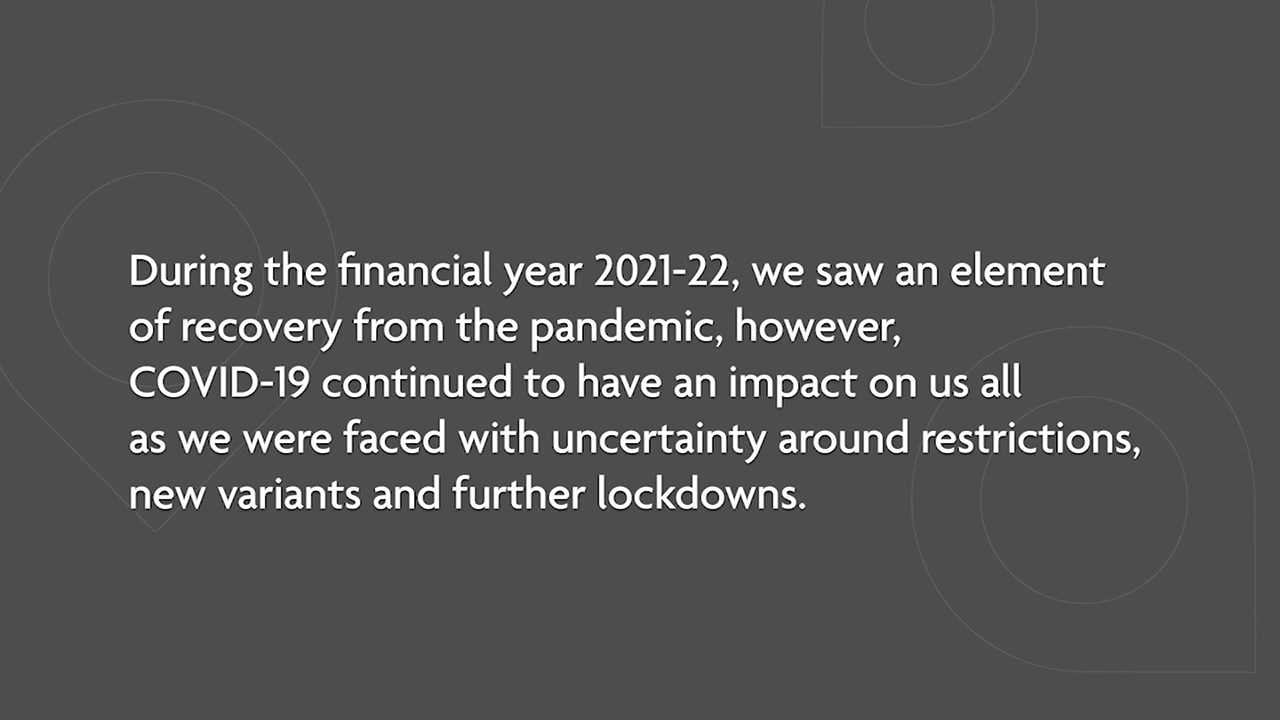 During the financial year 2021-22, we saw an element
of recovery from the pandemic, however,
COVID-19 continued to have an impact on us all
as we were faced with uncertainty around restrictions,
new variants and further lockdowns.